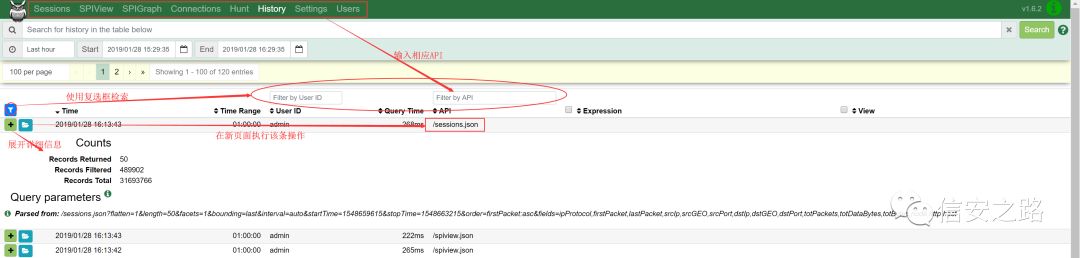 Sessions SPIView SPIGraph Connections Hunt History Settings Users v1.6.2
Search for history in the table below Search
Last hour Start 2019/01/28 15:29:35 End 2019/01/28 16:29:35
输入相应API
100 per page 1 2 Showing 1 - 100 of 120 entries
使用复选框检索 Filter by User ID Filter by API
Time Time Range User ID Query Time API Expression View
2019/01/28 16:13:43 01:00:00 admin 268ms /sessions.json
在新页面执行该条操作
展开详细信息 Counts
Records Returned 50
Records Filtered 489902
Records Total 31693766
Query parameters
Parsed from: /sessions.json?flatten=1&length=50&facets=1&bounding=last&interval=auto&startTime=1548659615&stopTime=1548663215&order=firstPacket:asc&fields=ipProtocol,firstPacket,lastPacket,srcIp,srcGEO,srcPort,dstIp,dstGEO,dstPort,totPackets,totDataBytes,
信安之路
2019/01/28 16:13:43 01:00:00 admin 222ms /spiview.json
2019/01/28 16:13:42 01:00:00 admin 265ms /spiview.json